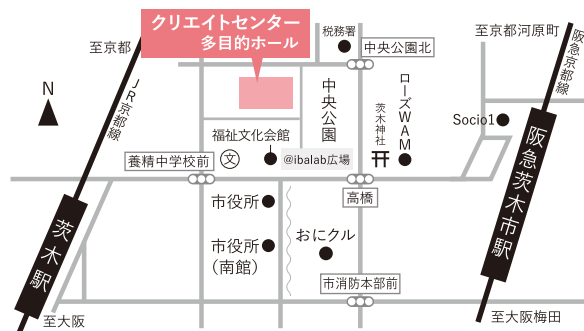 クリエイトセンター
多目的ホール
税務署
至京都河原町
至京都
中央公園北
阪急京都線
JR京都線
N
中央公園
ローズWAM
茨木神社
Socio1
福祉文化会館
@ibalab広場
養精中学校前
文
阪急茨木市駅
高橋
市役所
茨木駅
おにクル
市役所
(南館)
市消防本部前
至大阪
至大阪梅田